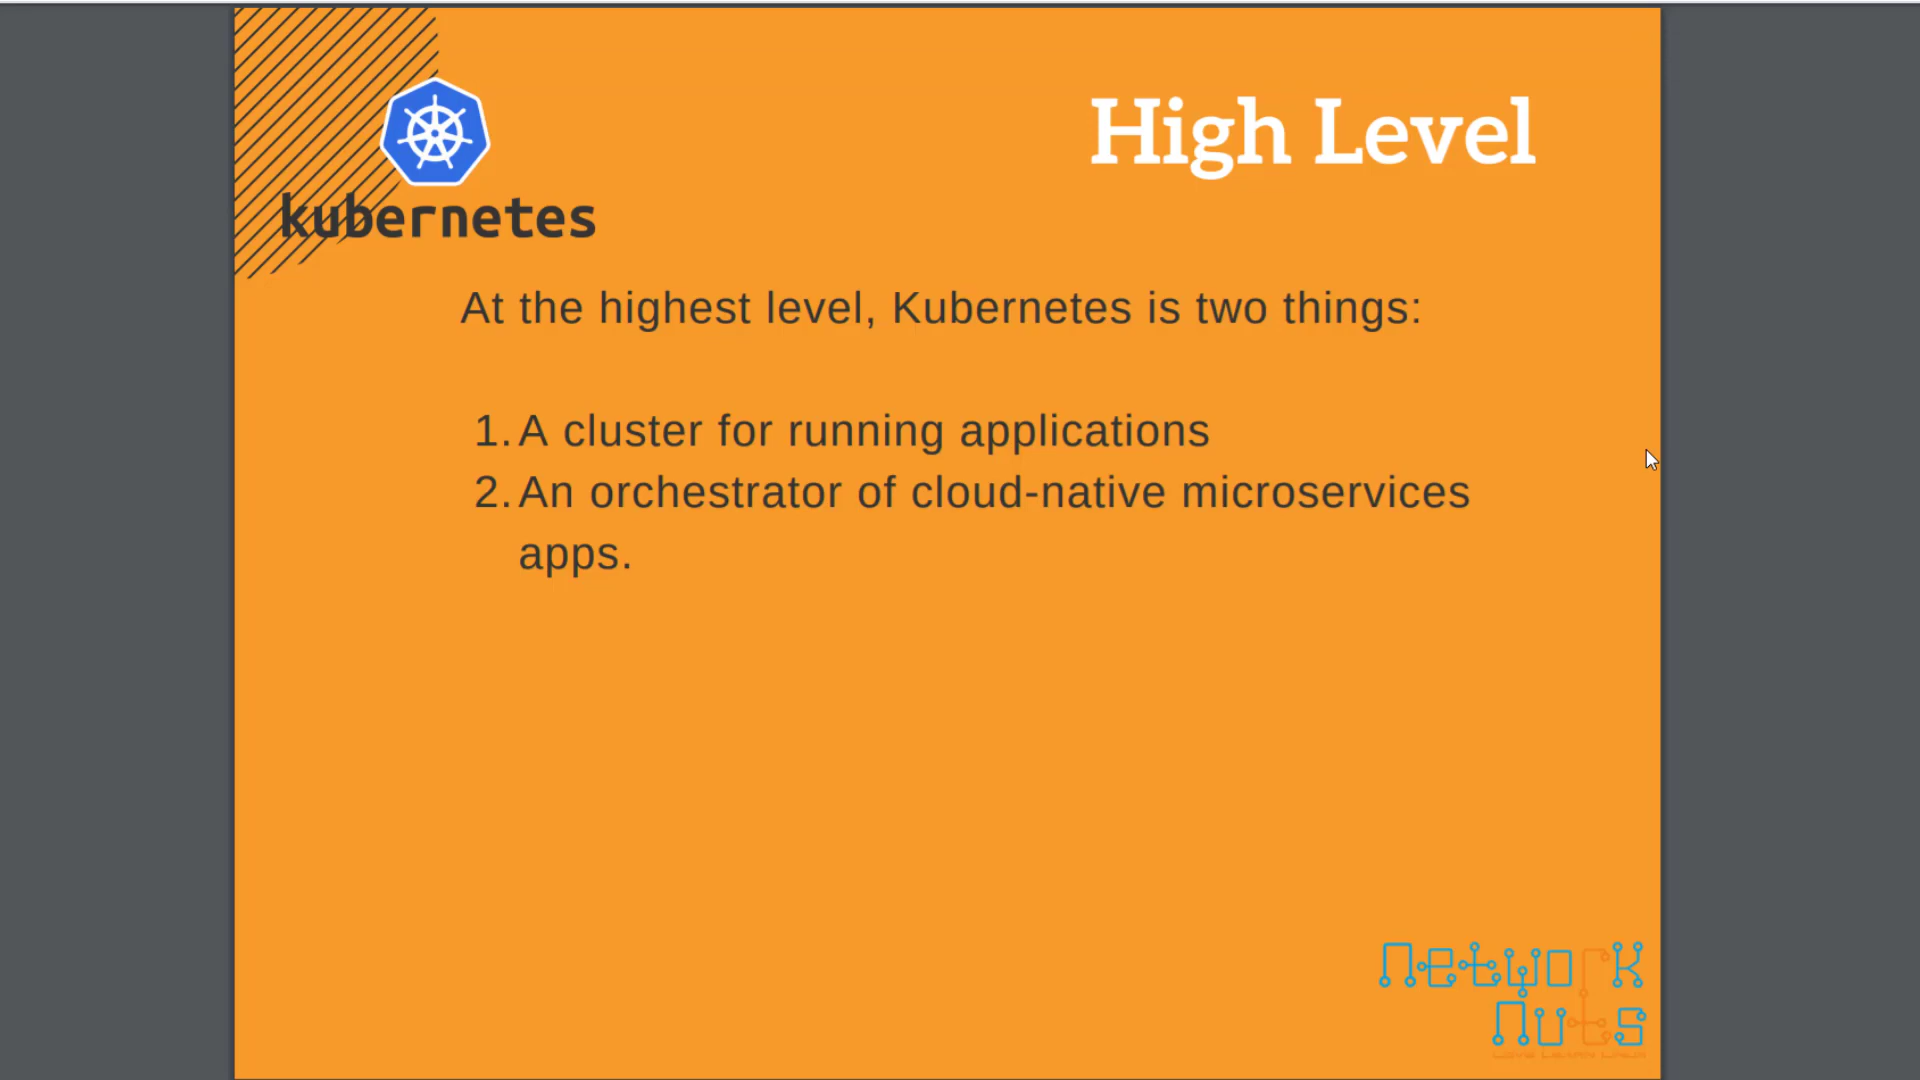 High Level
kubernetes
At the highest level, Kubernetes is two things:
1. A cluster for running applications
2. An orchestrator of cloud-native microservices
apps.
Network
Nuts